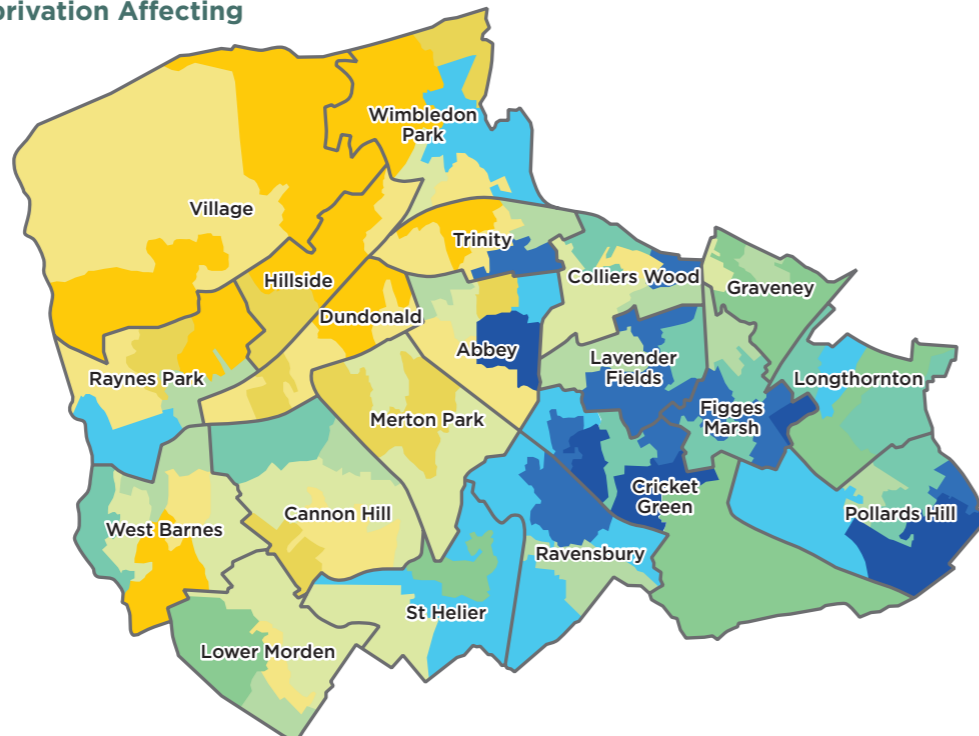 privation Affecting
Wimbledon
Park
Village
Trinity
Colliers Wood
Hillside
Graveney
Dundonald
Abbey
Lavender
Fields
Raynes Park
Longthornton
Figges
Marsh
Merton Park
Cricket
Green
Cannon Hill
Pollards Hill
West Barnes
Ravensbury
St Helier
Lower Morden